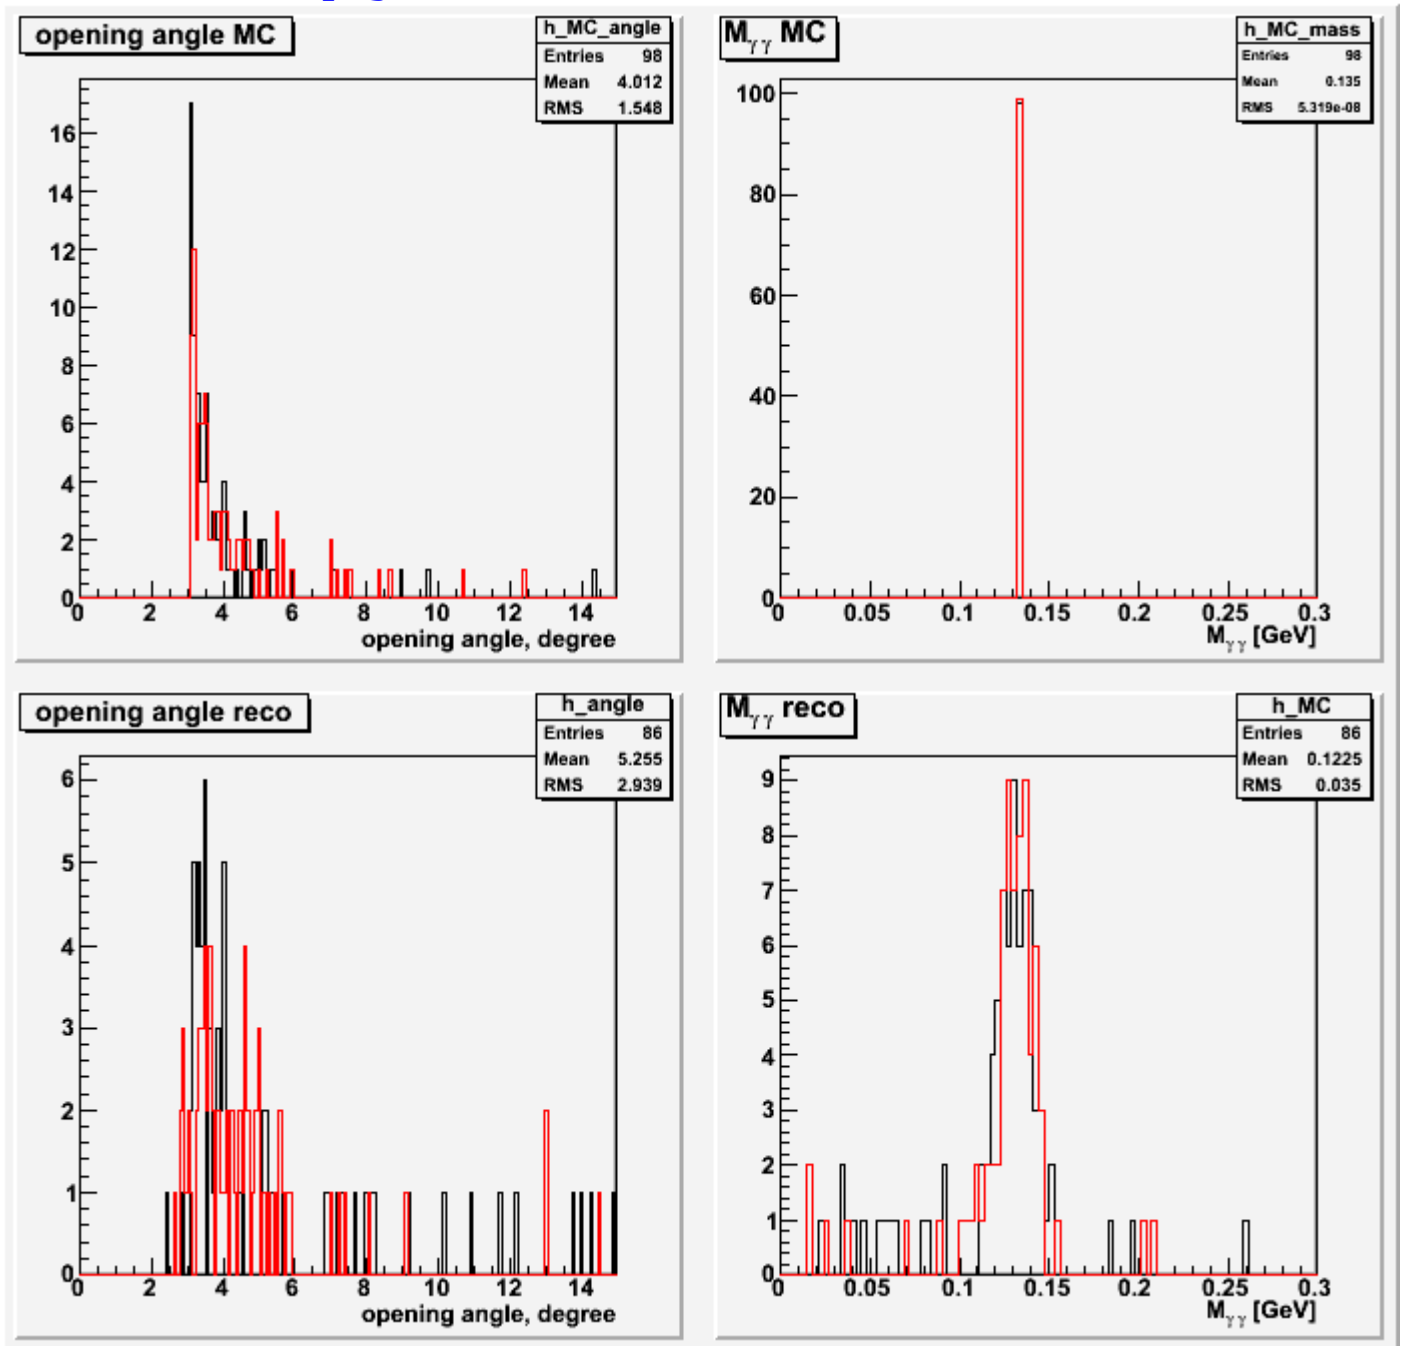 opening angle MC
h_MC_angle
Entries 98
Mean 4.012
RMS 1.548
16
14
12
10
8
6
4
2
0
0 2 4 6 8 10 12 14
opening angle, degree
Mγγ MC
h_MC_mass
Entries 98
Mean 0.135
RMS 5.319e-08
100
80
60
40
20
0
0 0.05 0.1 0.15 0.2 0.25 0.3
Mγγ [GeV]
opening angle reco
h_angle
Entries 86
Mean 5.255
RMS 2.939
6
5
4
3
2
1
0
0 2 4 6 8 10 12 14
opening angle, degree
Mγγ reco
h_MC
Entries 86
Mean 0.1225
RMS 0.035
9
8
7
6
5
4
3
2
1
0
0 0.05 0.1 0.15 0.2 0.25 0.3
Mγγ [GeV]